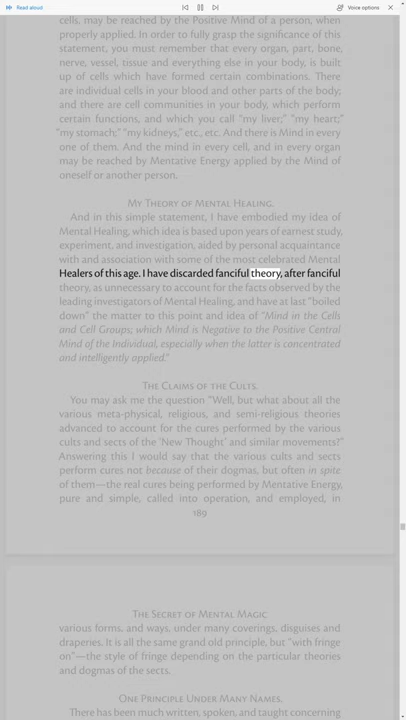 Read aloud
Voice options
cells, may be reached by the Positive Mind of a person, when
properly applied. In order to fully grasp the significance of this
statement, you must remember that every organ, part, bone,
nerve, vessel, tissue and everything else in your body, is built
up of cells which have formed certain combinations. There
are individual cells in your blood and other parts of the body;
and there are cell communities in your body, which perform
certain functions, and which you call "my liver;" "my heart;"
"my stomach;" "my kidneys," etc., etc. And there is Mind in every
one of them. And the mind in every cell, and in every organ
may be reached by Mentative Energy applied by the Mind of
oneself or another person.
My Theory of Mental Healing.
And in this simple statement, I have embodied my idea of
Mental Healing, which idea is based upon years of earnest study,
experiment, and investigation, aided by personal acquaintance
with and association with some of the most celebrated Mental
Healers of this age. I have discarded fanciful theory, after fanciful
theory, as unnecessary to account for the facts observed by the
leading investigators of Mental Healing, and have at last "boiled
down" the matter to this point and idea of "Mind in the Cells
and Cell Groups; which Mind is Negative to the Positive Central
Mind of the Individual, especially when the latter is concentrated
and intelligently applied."
The Claims of the Cults.
You may ask me the question "Well, but what about all the
various meta-physical, religious, and semi-religious theories
advanced to account for the cures performed by the various
cults and sects of the 'New Thought' and similar movements?"
Answering this I would say that the various cults and sects
perform cures not because of their dogmas, but often in spite
of them—the real cures being performed by Mentative Energy,
pure and simple, called into operation, and employed, in
189
The Secret of Mental Magic
various forms, and ways, under many coverings, disguises and
draperies. It is all the same grand old principle, but "with fringe
on"—the style of fringe depending on the particular theories
and dogmas of the sects.
One Principle Under Many Names.
There has been much written, spoken, and taught concerning